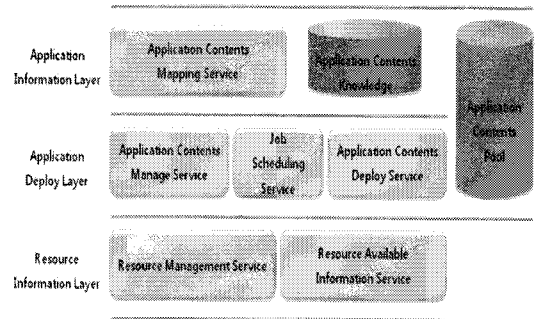 Application
Information Layer
Application Contents
Mapping Service
Application Contents
Knowledge
Application
Contents
Pool
Application
Deploy Layer
Application Contents
Manage Service
Job
Scheduling
Service
Application Contents
Deploy Service
Resource
Information Layer
Resource Management Service
Resource Available
Information Service